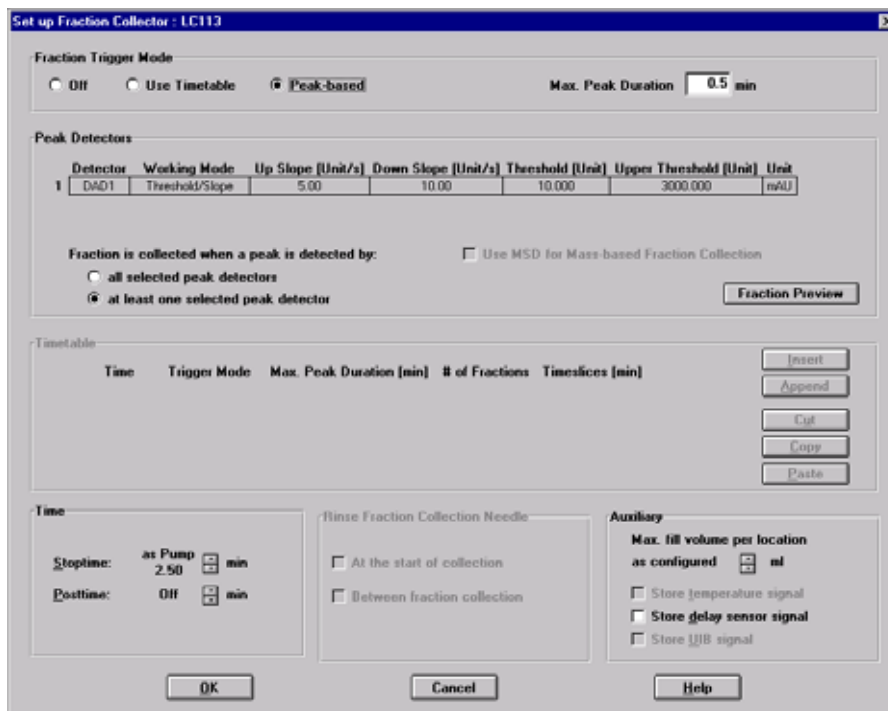 Set up Fraction Collector : LC113
Fraction Trigger Mode
Off Use Timetable Peak-based Max. Peak Duration 0.5 min
Peak Detectors
Detector Working Mode Up Slope [Unit/s] Down Slope [Unit/s] Threshold [Unit] Upper Threshold [Unit] Unit
1 DAD1 Threshold/Slope 5.00 10.00 10.000 3000.000 mAU
Fraction is collected when a peak is detected by: Use MSD for Mass-based Fraction Collection
all selected peak detectors
at least one selected peak detector Fraction Preview
Timetable
Time Trigger Mode Max. Peak Duration [min] # of Fractions Timeslices [min]
Insert
Append
Cut
Copy
Paste
Time
Stoptime: as Pump 2.50 min
Posttime: Off min
Rinse Fraction Collection Needle
At the start of collection
Between fraction collection
Auxiliary
Max. fill volume per location
as configured ml
Store temperature signal
Store delay sensor signal
Store UIB signal
OK Cancel Help